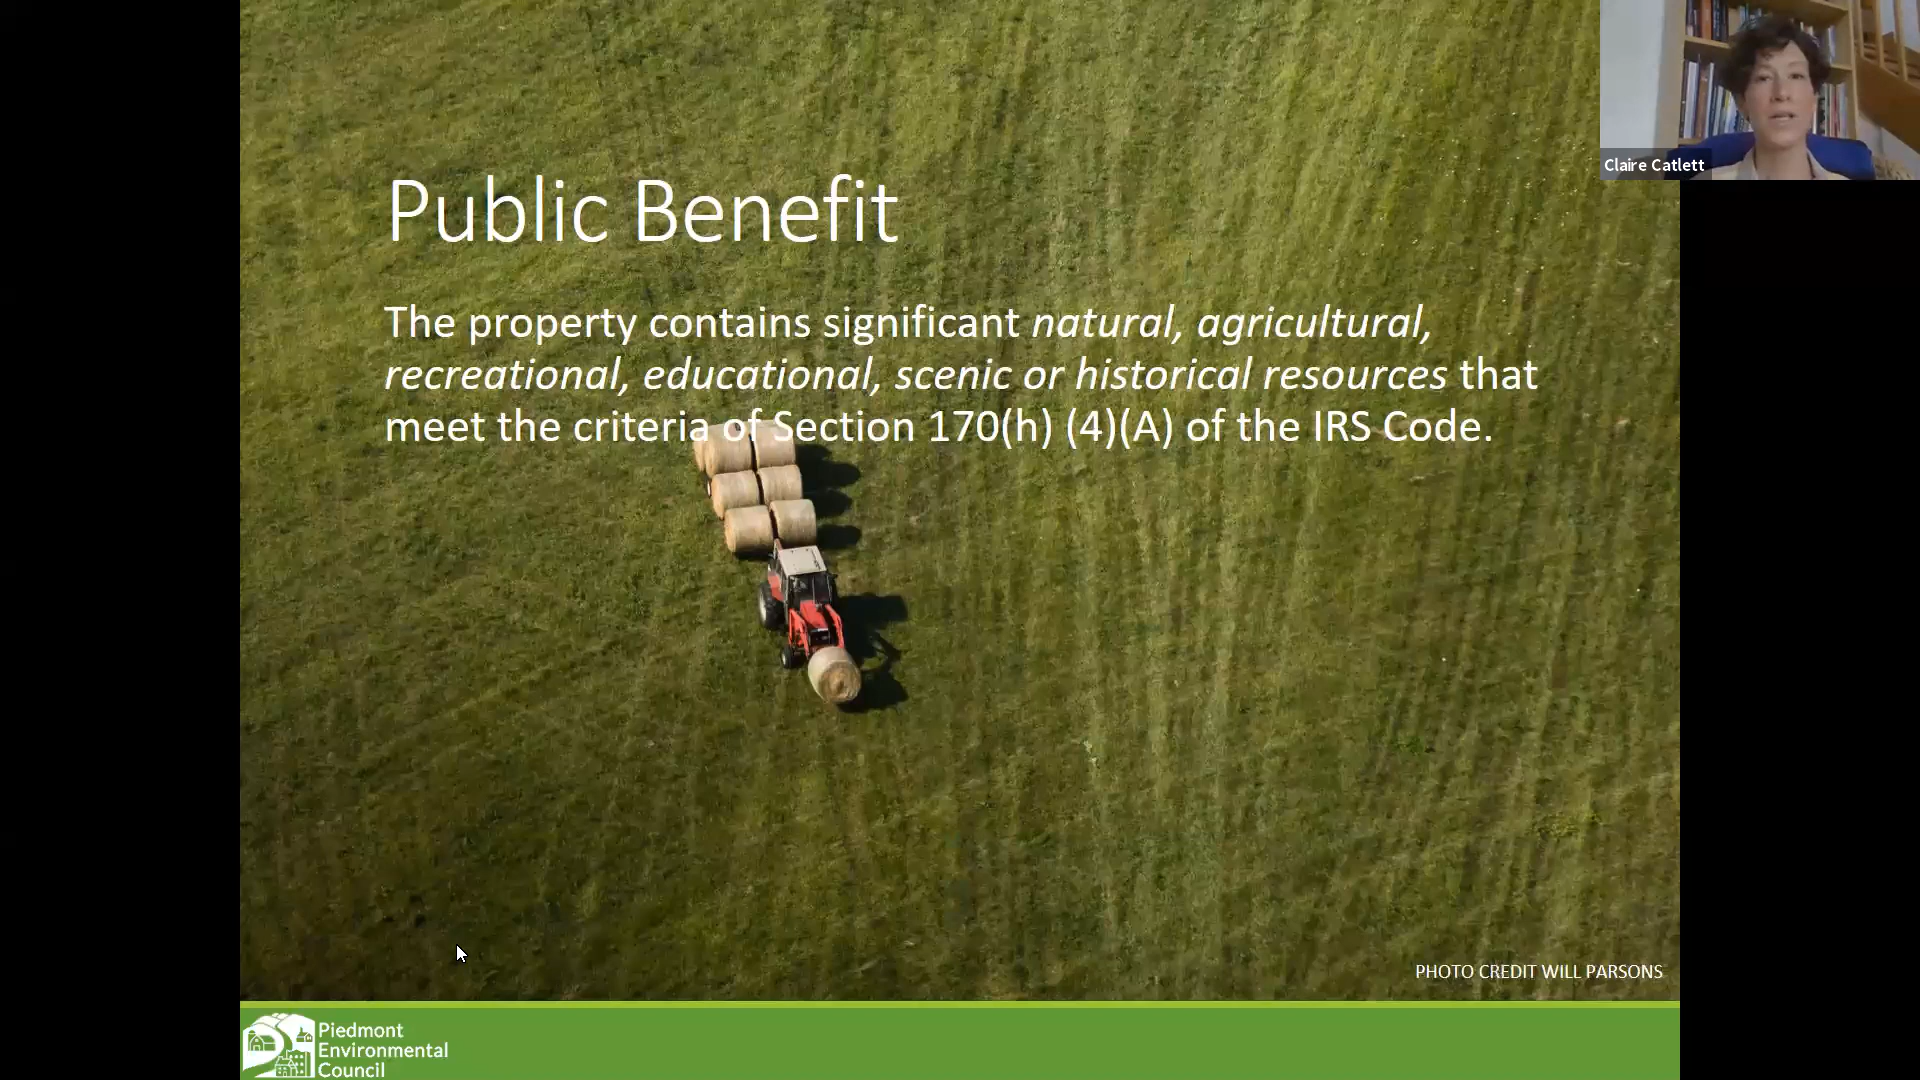 Claire Catlett
Public Benefit
The property contains significant natural, agricultural,
recreational, educational, scenic or historical resources that
meet the criteria of Section 170(h) (4)(A) of the IRS Code.
PHOTO CREDIT WILL PARSONS
Piedmont
Environmental
Council